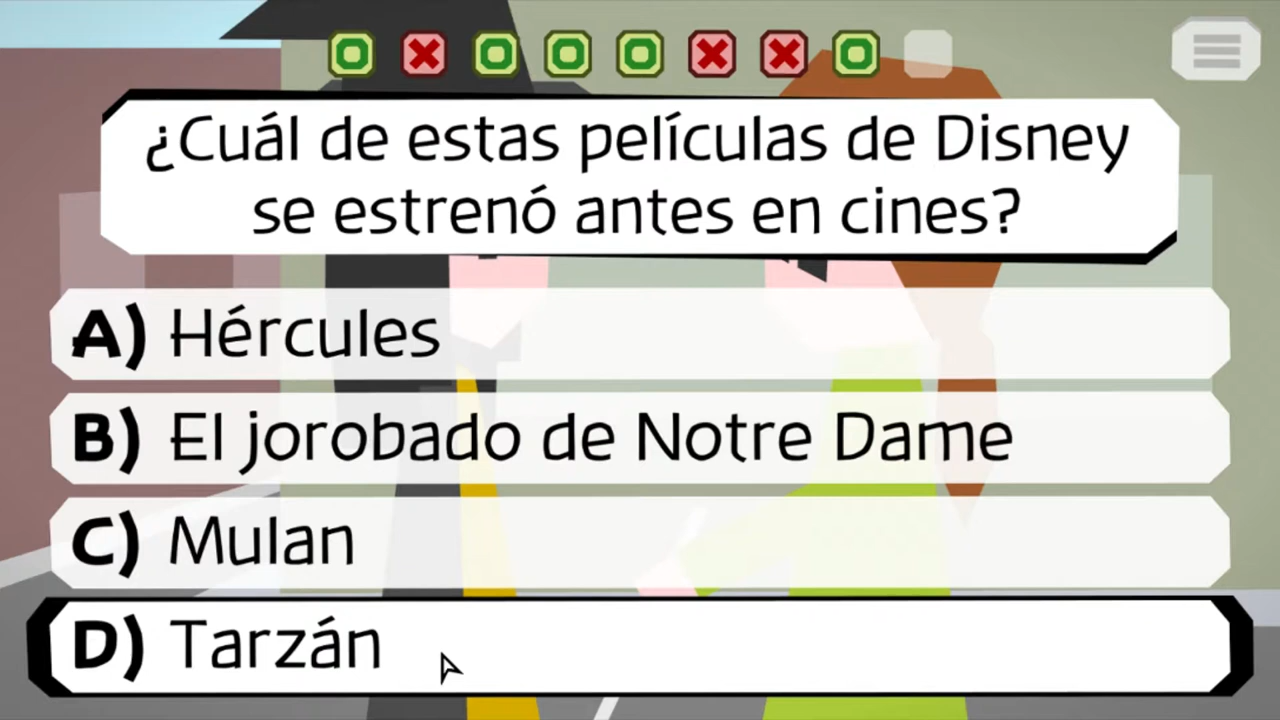 ¿Cuál de estas películas de Disney
se estrenó antes en cines?
A) Hércules
B) El jorobado de Notre Dame
C) Mulan
D) Tarzán